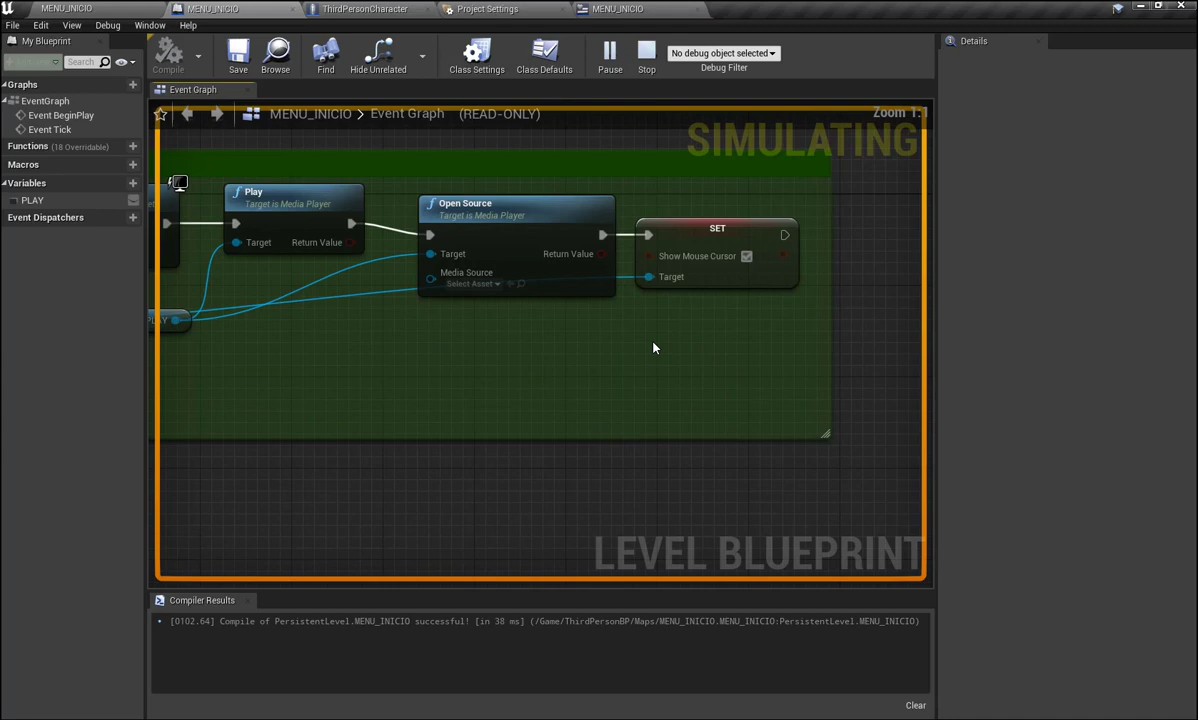 MENU_INICIO
MENU_INICIO
ThirdPersonCharacter
Project Settings
MENU_INICIO
File Edit View Debug Window Help
My Blueprint
Search
Graphs
EventGraph
Event BeginPlay
Event Tick
Functions (18 Overridable)
Macros
Variables
PLAY
Event Dispatchers
Compile
Save
Browse
Find
Hide Unrelated
Class Settings
Class Defaults
Pause
Stop
No debug object selected
Debug Filter
Event Graph
MENU_INICIO > Event Graph (READ-ONLY)
Zoom 1:1
SIMULATING
Play
Target is Media Player
Target
Return Value
Open Source
Target is Media Player
Target
Return Value
Media Source
Select Asset
SET
Show Mouse Cursor
Target
LEVEL BLUEPRINT
Compiler Results
[0102.64] Compile of PersistentLevel.MENU_INICIO successful! [in 38 ms] (/Game/ThirdPersonBP/Maps/MENU_INICIO.MENU_INICIO:PersistentLevel.MENU_INICIO)
Clear
Details